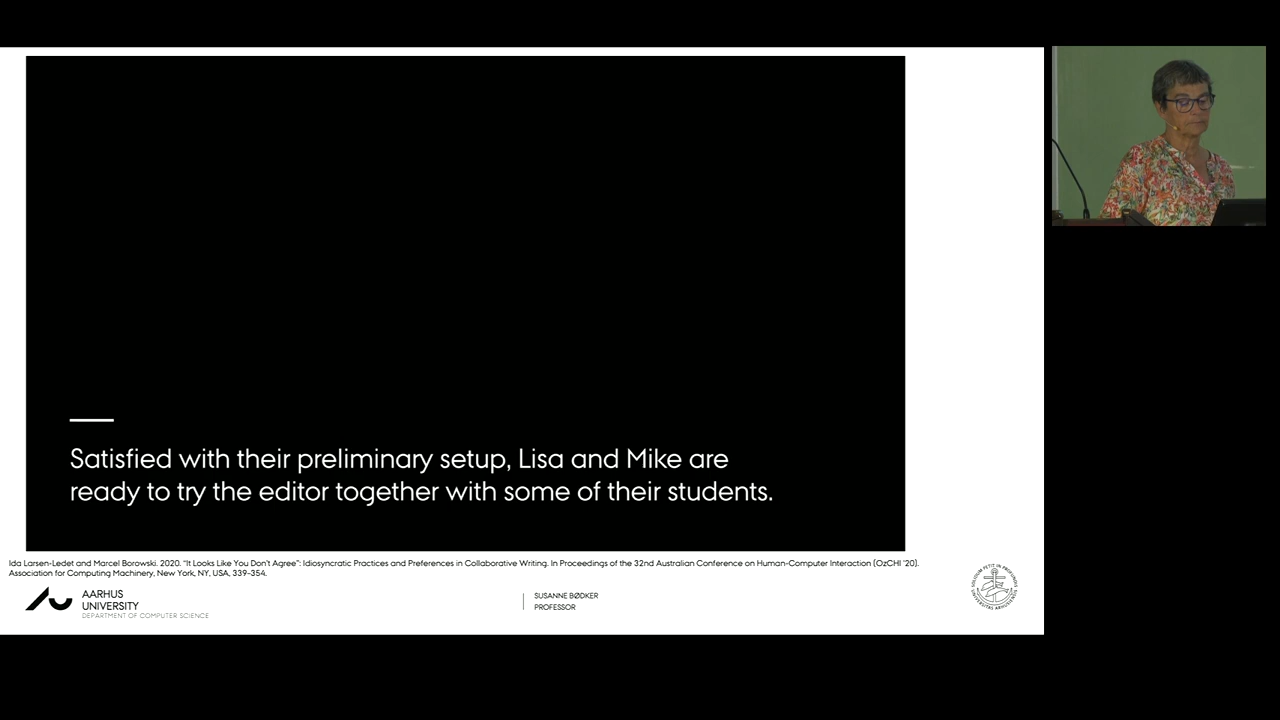 Satisfied with their preliminary setup, Lisa and Mike are
ready to try the editor together with some of their students.
Ida Larsen-Ledet and Marcel Borowski. 2020. "It Looks Like You Don't Agree": Idiosyncratic Practices and Preferences in Collaborative Writing. In Proceedings of the 32nd Australian Conference on Human-Computer Interaction (OzCHI '20).
Association for Computing Machinery, New York, NY, USA, 339-354.
AARHUS
UNIVERSITY
DEPARTMENT OF COMPUTER SCIENCE
SUSANNE BØDKER
PROFESSOR